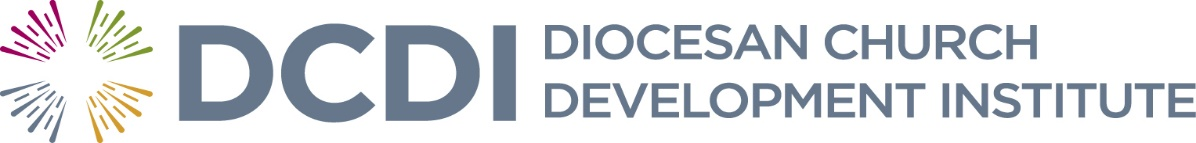 DCDI
DIOCESAN CHURCH
DEVELOPMENT INSTITUTE